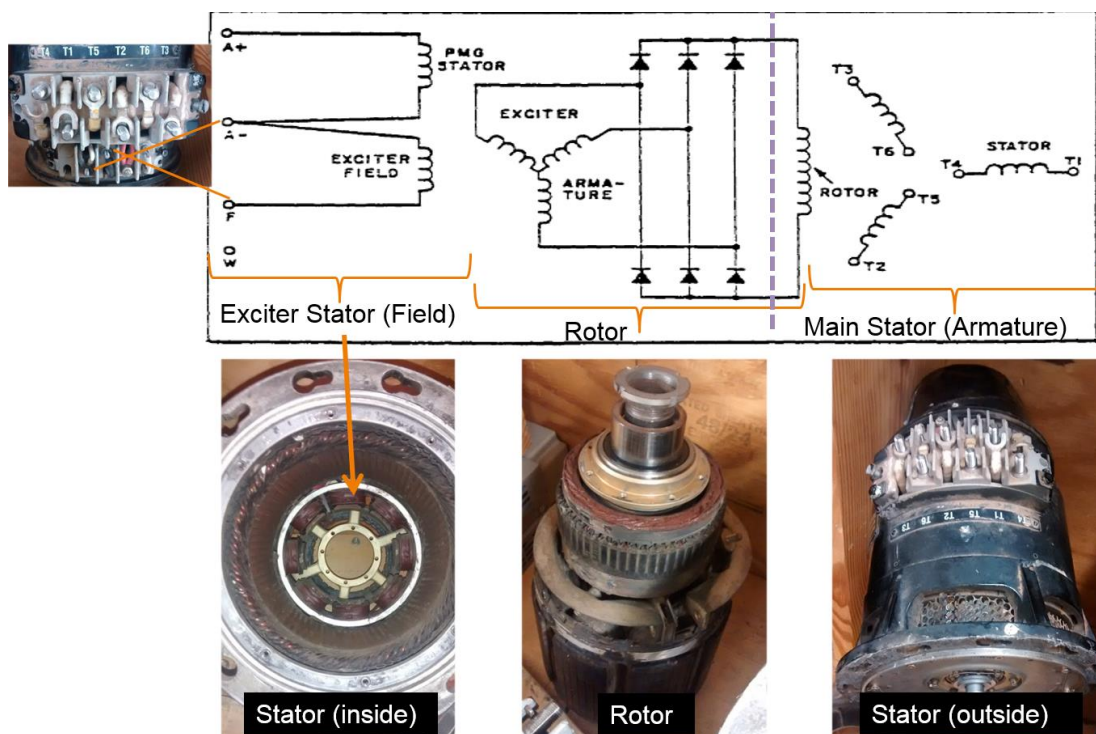 T4 T1 T5 T2 T6 T3
A+
PMG
STATOR
A-
EXCITER
FIELD
F
W
EXCITER
ARMA-
TURE
ROTOR
T3
T6
T5
T2
STATOR
T4
T1
Exciter Stator (Field)
Rotor
Main Stator (Armature)
T3 T6 T2 T5 T1 T4
Stator (inside)
Rotor
Stator (outside)